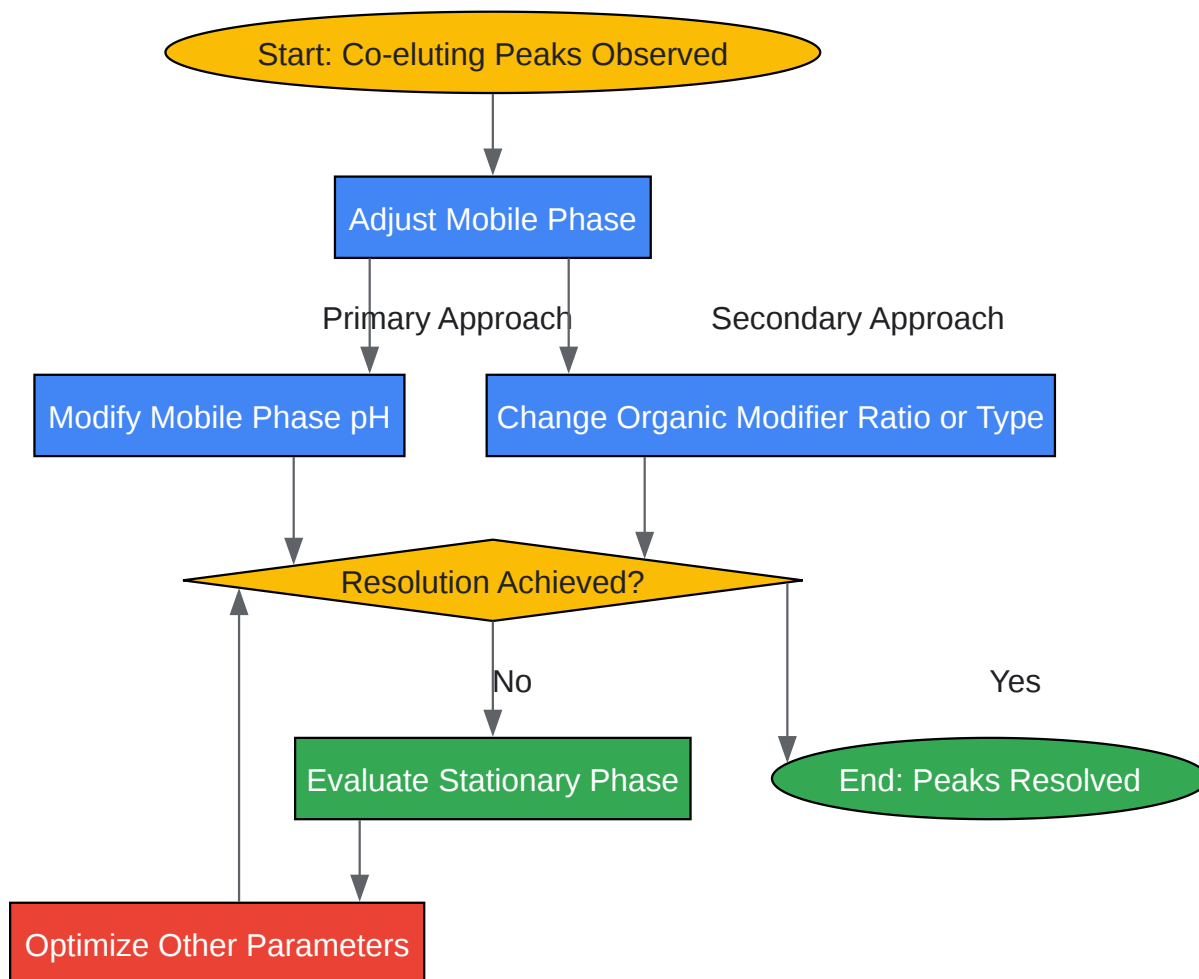 Start: Co-eluting Peaks Observed
Adjust Mobile Phase
Primary Approach
Secondary Approach
Modify Mobile Phase pH
Change Organic Modifier Ratio or Type
Resolution Achieved?
No
Yes
Evaluate Stationary Phase
End: Peaks Resolved
Optimize Other Parameters